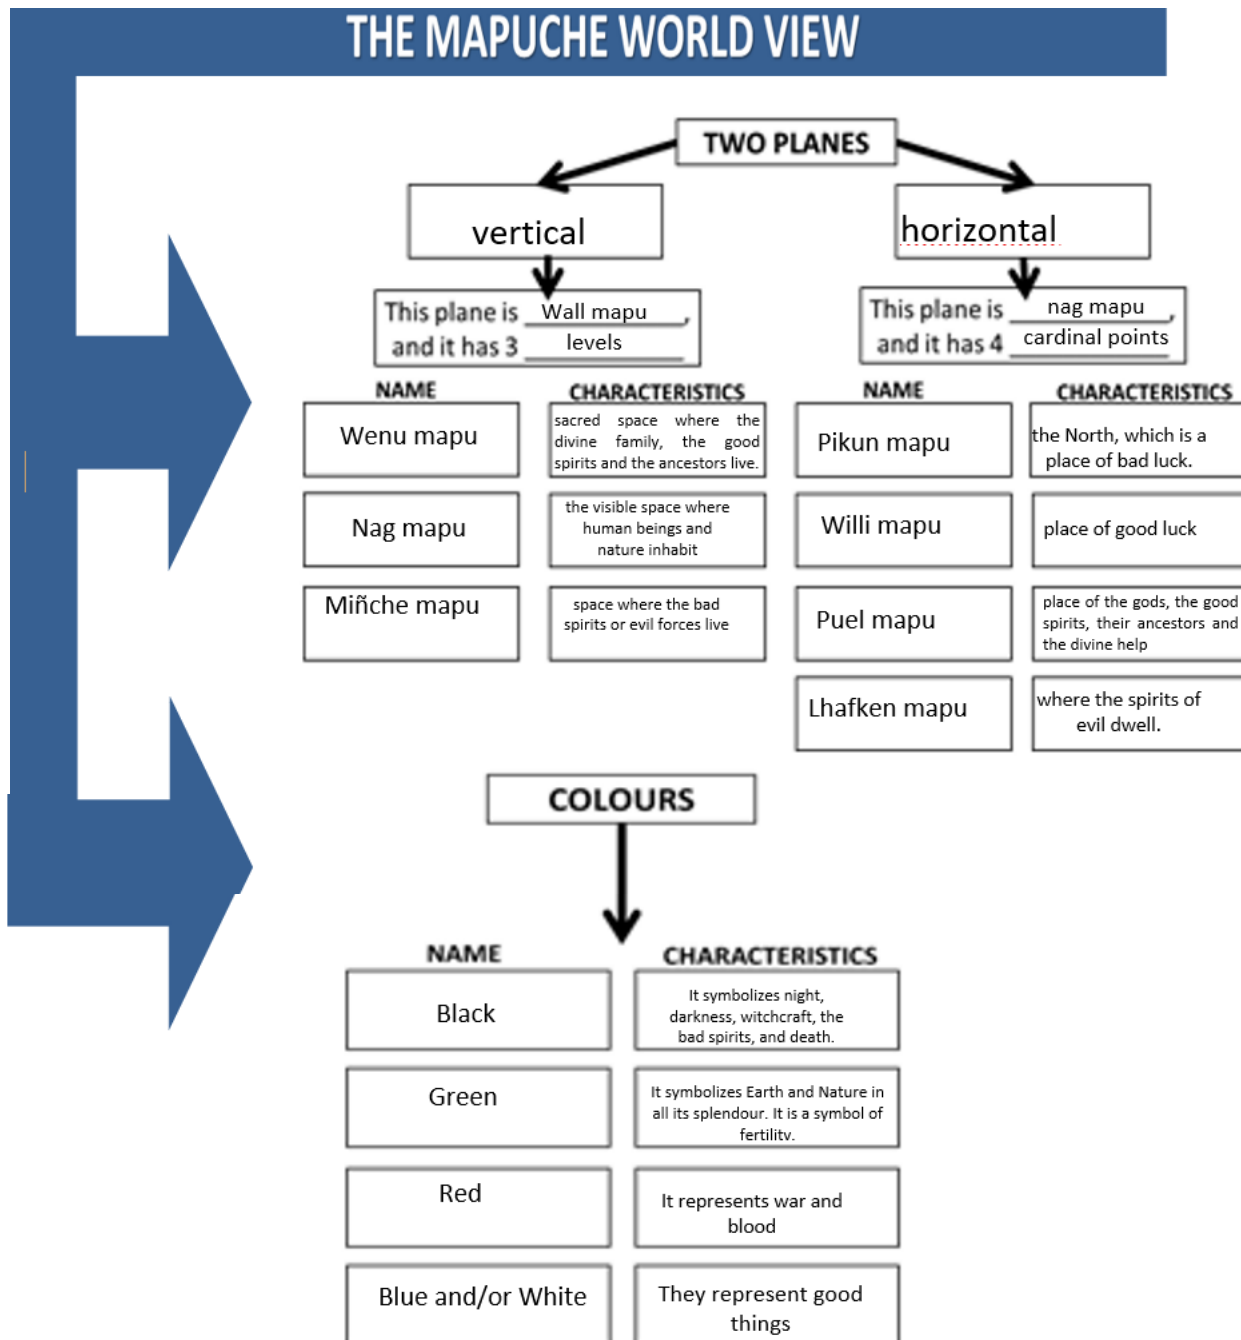 THE MAPUCHE WORLD VIEW
TWO PLANES
vertical
horizontal
This plane is Wall mapu,
and it has 3 levels
This plane is nag mapu,
and it has 4 cardinal points
NAME
CHARACTERISTICS
Wenu mapu
sacred space where the
divine family, the good
spirits and the ancestors live.
Nag mapu
the visible space where
human beings and
nature inhabit
Miñche mapu
space where the bad
spirits or evil forces live
NAME
CHARACTERISTICS
Pikun mapu
the North, which is a
place of bad luck.
Willi mapu
place of good luck
Puel mapu
place of the gods, the good
spirits, their ancestors and
the divine help
Lhafken mapu
where the spirits of
evil dwell.
COLOURS
NAME
CHARACTERISTICS
Black
It symbolizes night,
darkness, witchcraft, the
bad spirits, and death.
Green
It symbolizes Earth and Nature in
all its splendour. It is a symbol of
fertility.
Red
It represents war and
blood
Blue and/or White
They represent good
things